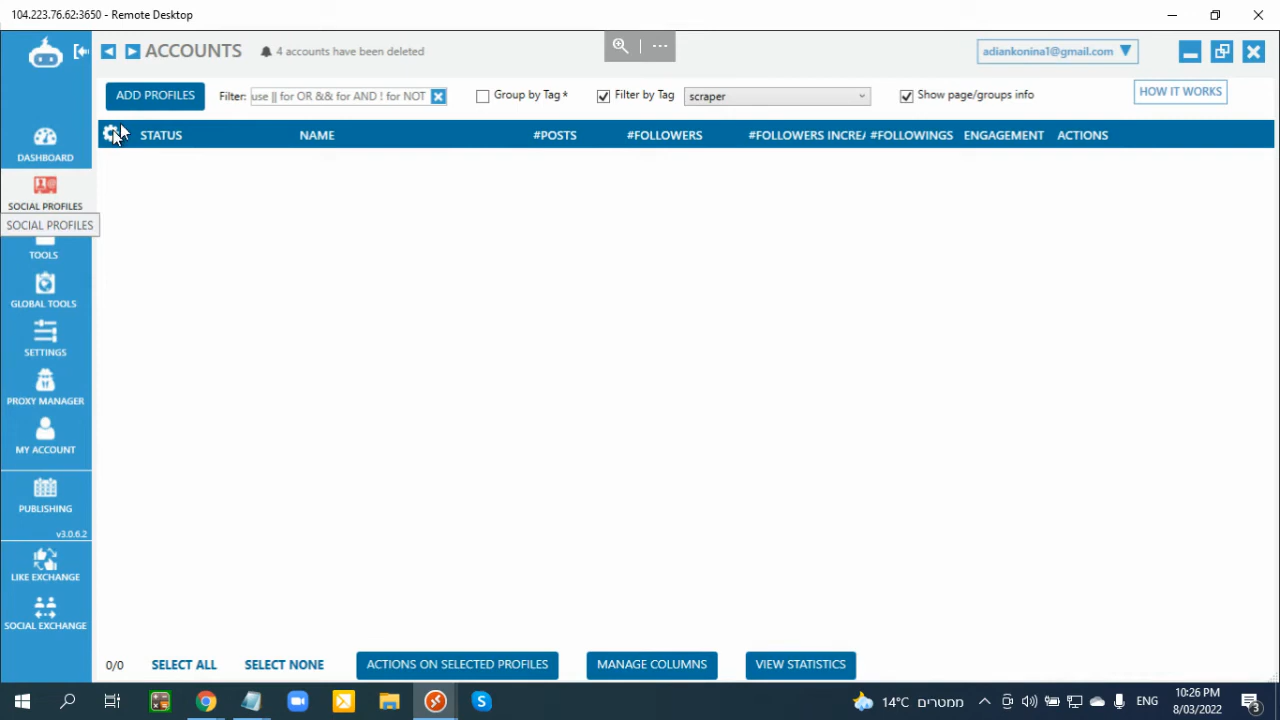 104.223.76.62:3650 - Remote Desktop
ACCOUNTS
4 accounts have been deleted
adiankonina1@gmail.com
ADD PROFILES
Filter:
use || for OR && for AND ! for NOT
Group by Tag*
Filter by Tag
scraper
Show page/groups info
HOW IT WORKS
STATUS
NAME
#POSTS
#FOLLOWERS
#FOLLOWERS INCREA
#FOLLOWINGS
ENGAGEMENT
ACTIONS
DASHBOARD
SOCIAL PROFILES
SOCIAL PROFILES
TOOLS
GLOBAL TOOLS
SETTINGS
PROXY MANAGER
MY ACCOUNT
PUBLISHING
v3.0.6.2
LIKE EXCHANGE
SOCIAL EXCHANGE
0/0
SELECT ALL
SELECT NONE
ACTIONS ON SELECTED PROFILES
MANAGE COLUMNS
VIEW STATISTICS
14°C ממטרים
ENG
10:26 PM
8/03/2022
3